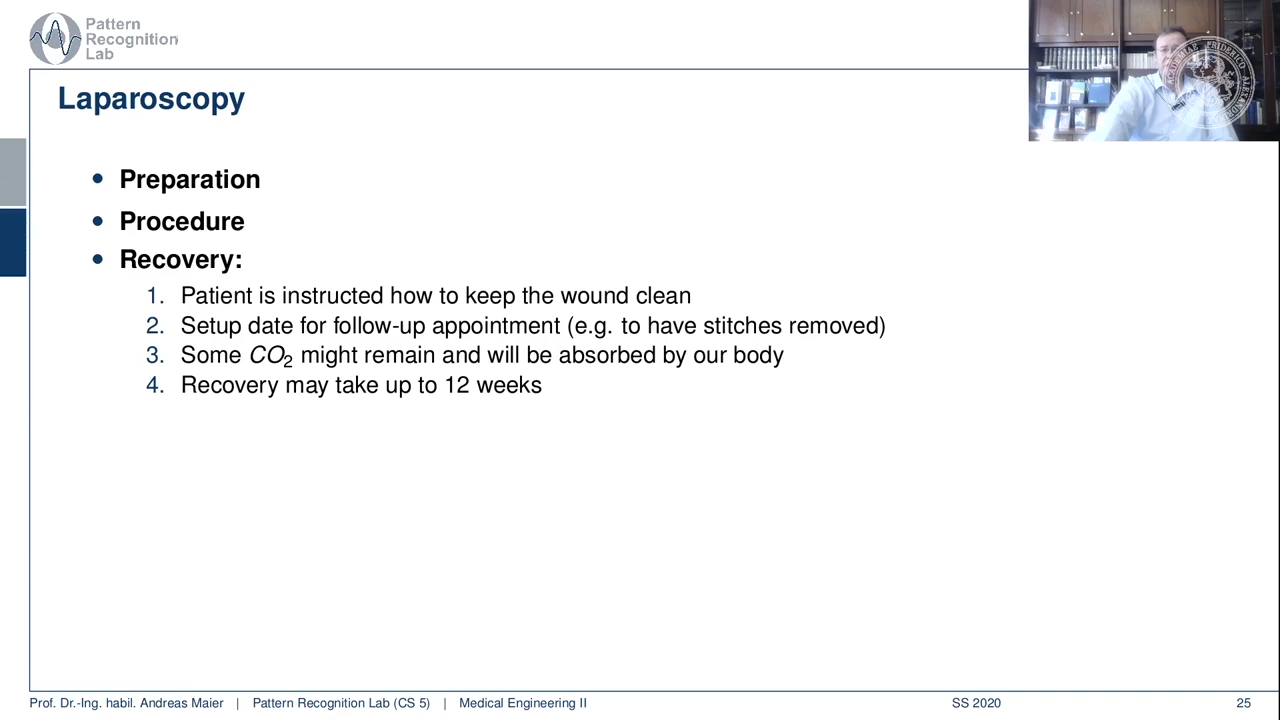 Pattern
Recognition
Lab
Laparoscopy
• Preparation
• Procedure
• Recovery:
1. Patient is instructed how to keep the wound clean
2. Setup date for follow-up appointment (e.g. to have stitches removed)
3. Some CO₂ might remain and will be absorbed by our body
4. Recovery may take up to 12 weeks
Prof. Dr.-Ing. habil. Andreas Maier | Pattern Recognition Lab (CS 5) | Medical Engineering II SS 2020 25